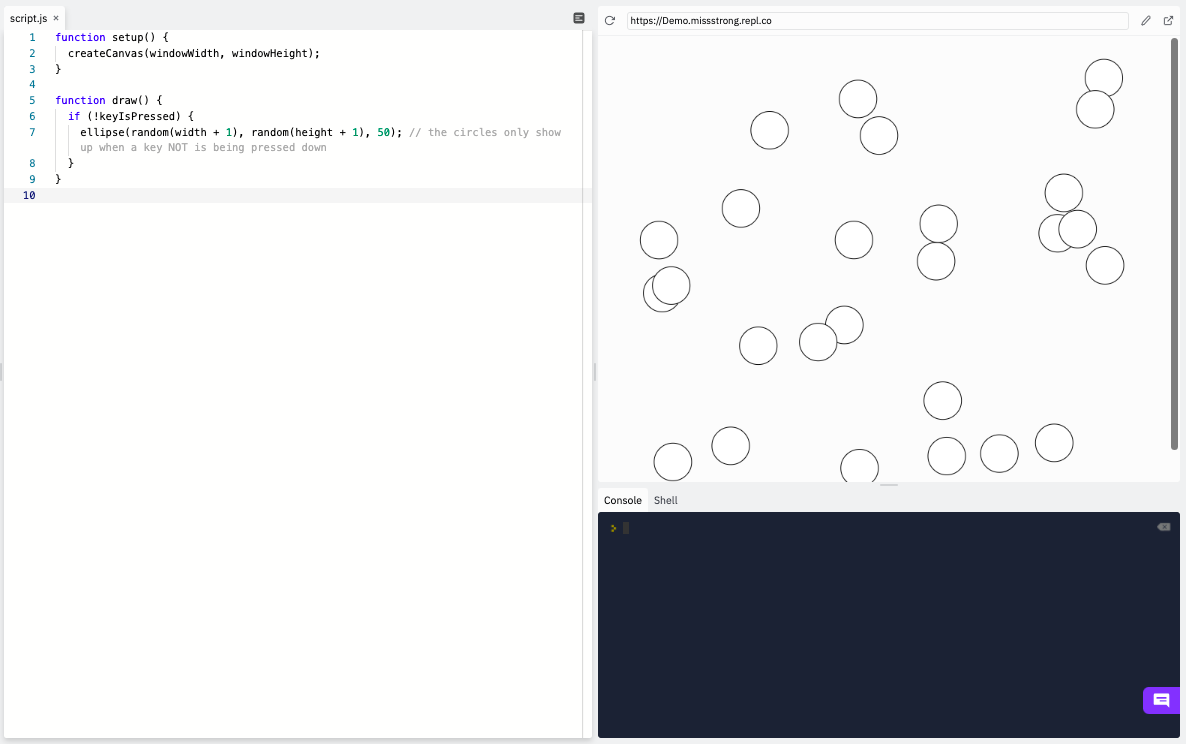 script.js ×
1 function setup() {
2 createCanvas(windowWidth, windowHeight);
3 }
4
5 function draw() {
6 if (!keyIsPressed) {
7 ellipse(random(width + 1), random(height + 1), 50); // the circles only show
up when a key NOT is being pressed down
8 }
9 }
10
https://Demo.missstrong.repl.co
Console Shell
>